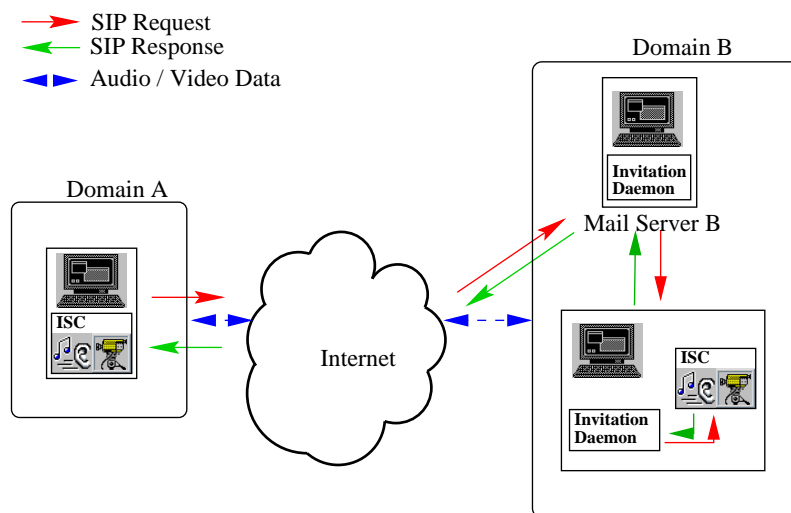 SIP Request
SIP Response
Audio / Video Data
Domain B
Invitation
Daemon
Mail Server B
Domain A
ISC
Internet
ISC
Invitation
Daemon